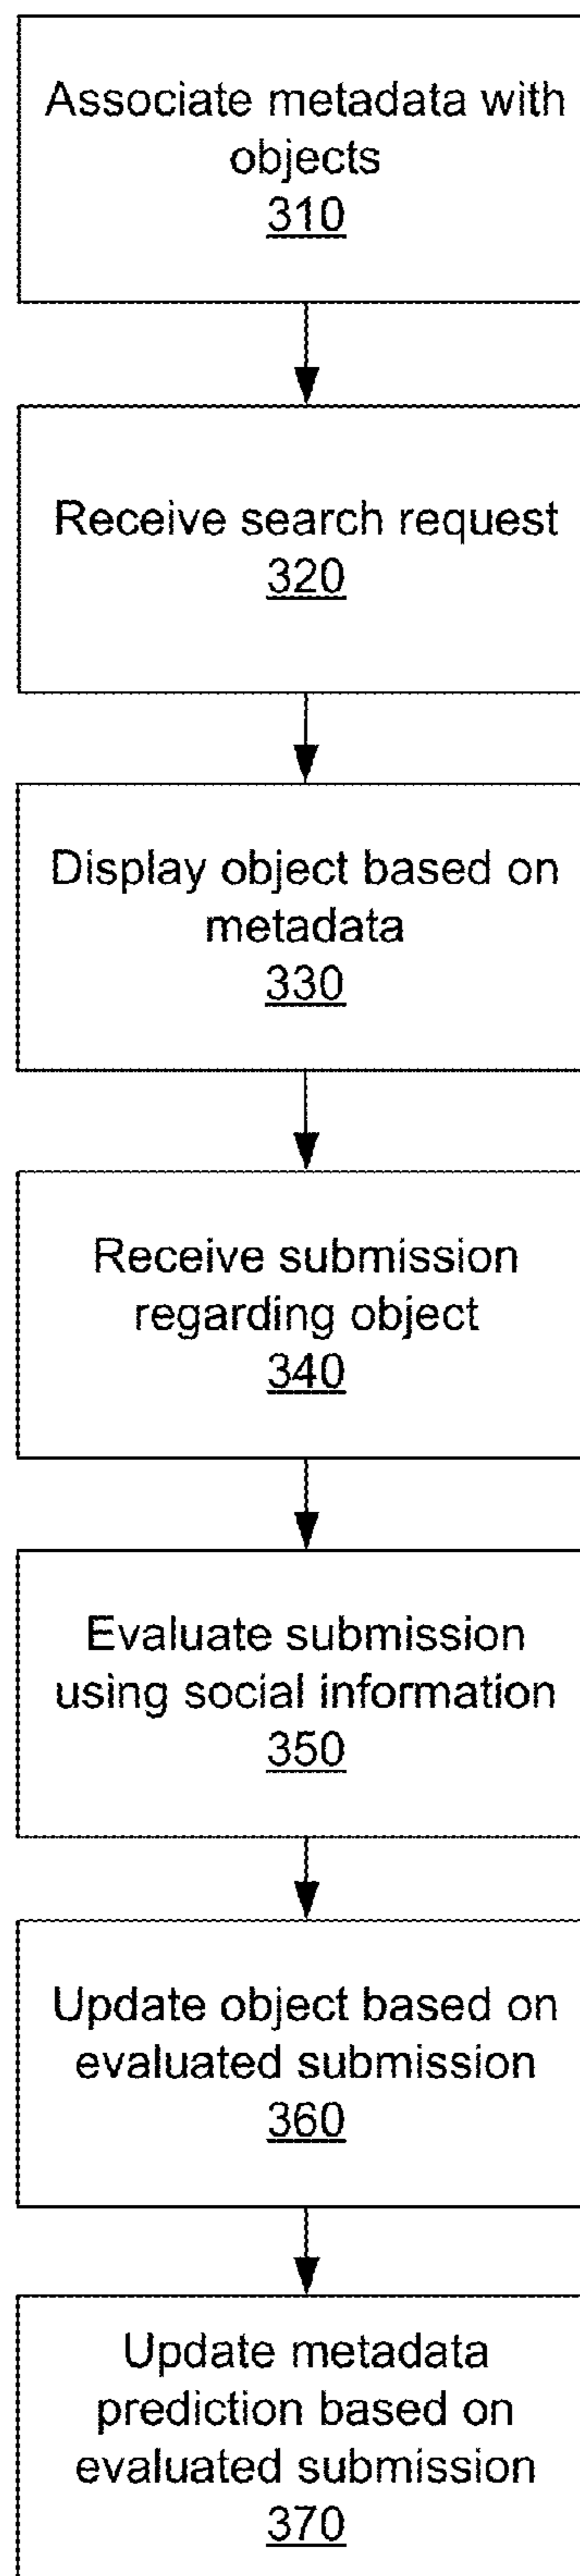 Associate metadata with
objects
310
Receive search request
320
Display object based on
metadata
330
Receive submission
regarding object
340
Evaluate submission
using social information
350
Update object based on
evaluated submission
360
Update metadata
prediction based on
evaluated submission
370